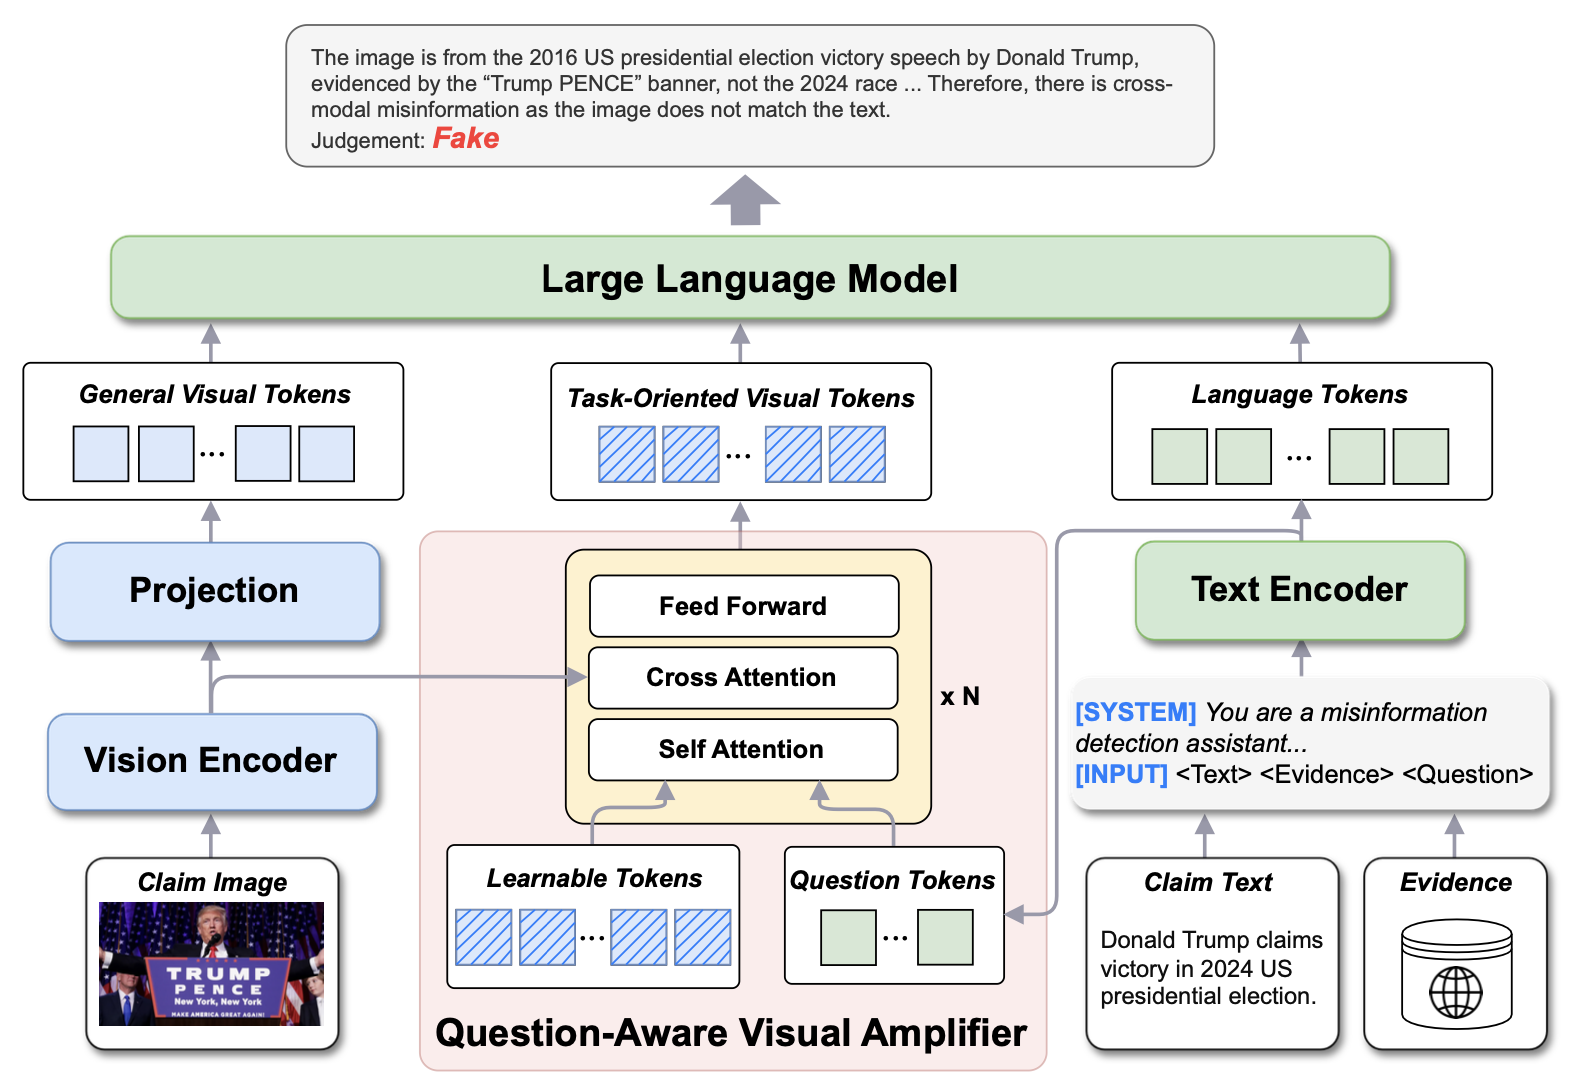 The image is from the 2016 US presidential election victory speech by Donald Trump,
evidenced by the “Trump PENCE” banner, not the 2024 race ... Therefore, there is cross-
modal misinformation as the image does not match the text.
Judgement: Fake
Large Language Model
General Visual Tokens
...
Task-Oriented Visual Tokens
...
Language Tokens
...
Projection
Vision Encoder
Claim Image
TRUMP
PENCE
New York, New York
MAKE AMERICA GREAT AGAIN!
Feed Forward
Cross Attention
Self Attention
x N
Learnable Tokens
...
Question Tokens
...
Question-Aware Visual Amplifier
Text Encoder
[SYSTEM] You are a misinformation
detection assistant...
[INPUT] <Text> <Evidence> <Question>
Claim Text
Donald Trump claims
victory in 2024 US
presidential election.
Evidence